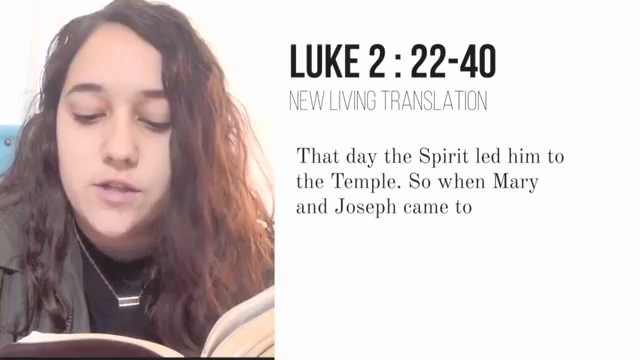 LUKE 2 : 22-40
NEW LIVING TRANSLATION
That day the Spirit led him to
the Temple. So when Mary
and Joseph came to